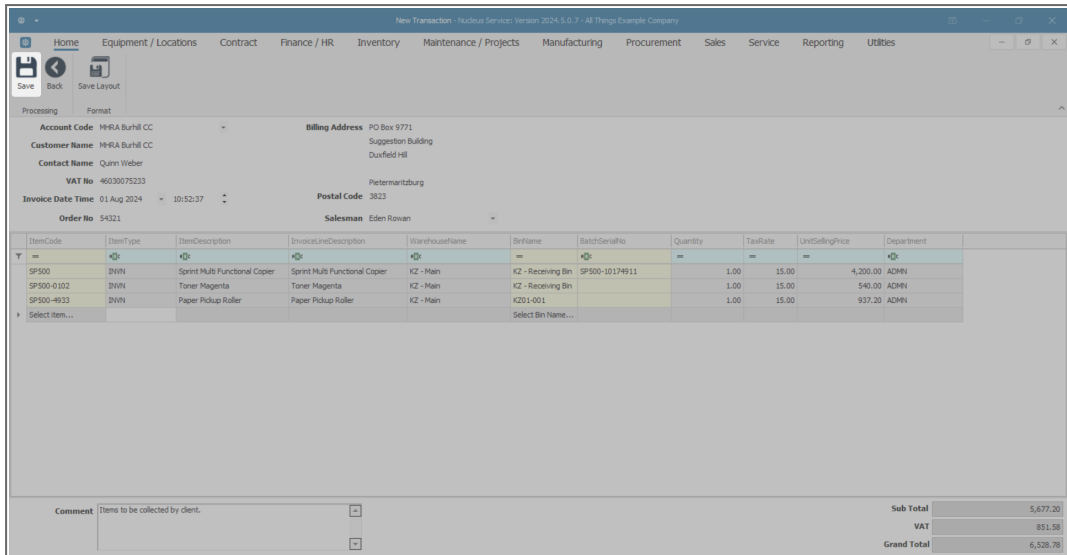 New Transaction - Nucleus Service: Version 2024.5.0.7 - All Things Example Company
Home Equipment / Locations Contract Finance / HR Inventory Maintenance / Projects Manufacturing Procurement Sales Service Reporting Utilities
Save Back Save Layout
Processing Format
Account Code MHRA Burhill CC Billing Address PO Box 9771
Customer Name MHRA Burhill CC Suggestion Building
Contact Name Quinn Weber Duxfield Hill
VAT No 46030075233 Pietermaritzburg
Invoice Date Time 01 Aug 2024 10:52:37 Postal Code 3823
Order No 54321 Salesman Eden Rowan
ItemCode ItemType ItemDescription InvoiceLineDescription WarehouseName BinName BatchSerialNo Quantity TaxRate UnitSellingPrice Department
SP500 INVN Sprint Multi Functional Copier Sprint Multi Functional Copier KZ - Main KZ - Receiving Bin SP500-10174911 1.00 15.00 4,200.00 ADMN
SP500-0102 INVN Toner Magenta Toner Magenta KZ - Main KZ - Receiving Bin 1.00 15.00 540.00 ADMN
SP500-4933 INVN Paper Pickup Roller Paper Pickup Roller KZ - Main KZ01-001 1.00 15.00 937.20 ADMN
Select item... Select Bin Name...
Comment Items to be collected by client. Sub Total 5,677.20
VAT 851.58
Grand Total 6,528.78